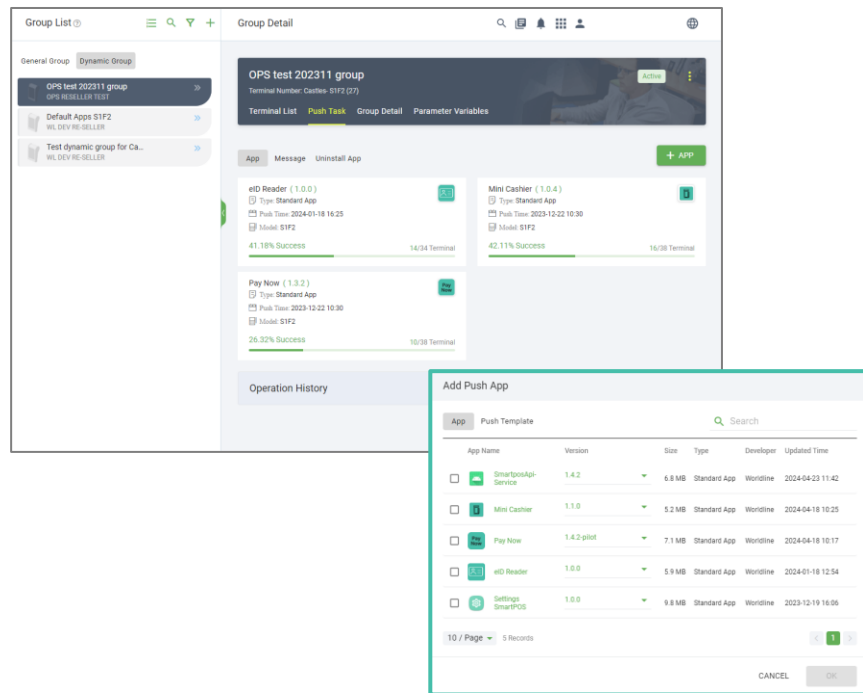 Group List
Group Detail
General Group Dynamic Group
OPS test 202311 group
OPS RESELLER TEST
Default Apps S1F2
WL DEV RE-SELLER
Test dynamic group for Ca...
WL DEV RE-SELLER
OPS test 202311 group
Active
Terminal Number: Castles- S1F2 (27)
Terminal List Push Task Group Detail Parameter Variables
App Message Uninstall App
+ APP
eID Reader ( 1.0.0 )
Type: Standard App
Push Time: 2024-01-18 16:25
Model: S1F2
41.18% Success 14/34 Terminal
Mini Cashier ( 1.0.4 )
Type: Standard App
Push Time: 2023-12-22 10:30
Model: S1F2
42.11% Success 16/38 Terminal
Pay Now ( 1.3.2 )
Pay
Now
Type: Standard App
Push Time: 2023-12-22 10:30
Model: S1F2
26.32% Success 10/38 Terminal
Operation History
Add Push App
App Push Template
Search
App Name Version Size Type Developer Updated Time
SmartposApi-
Service
1.4.2 6.8 MB Standard App Worldline 2024-04-23 11:42
Mini Cashier 1.1.0 5.2 MB Standard App Worldline 2024-04-18 10:25
Pay
Now
Pay Now 1.4.2-pilot 7.1 MB Standard App Worldline 2024-04-18 10:17
eID Reader 1.0.0 5.9 MB Standard App Worldline 2024-01-18 12:54
Settings
SmartPOS
1.0.0 9.8 MB Standard App Worldline 2023-12-19 16:06
10 / Page 5 Records 1
CANCEL OK